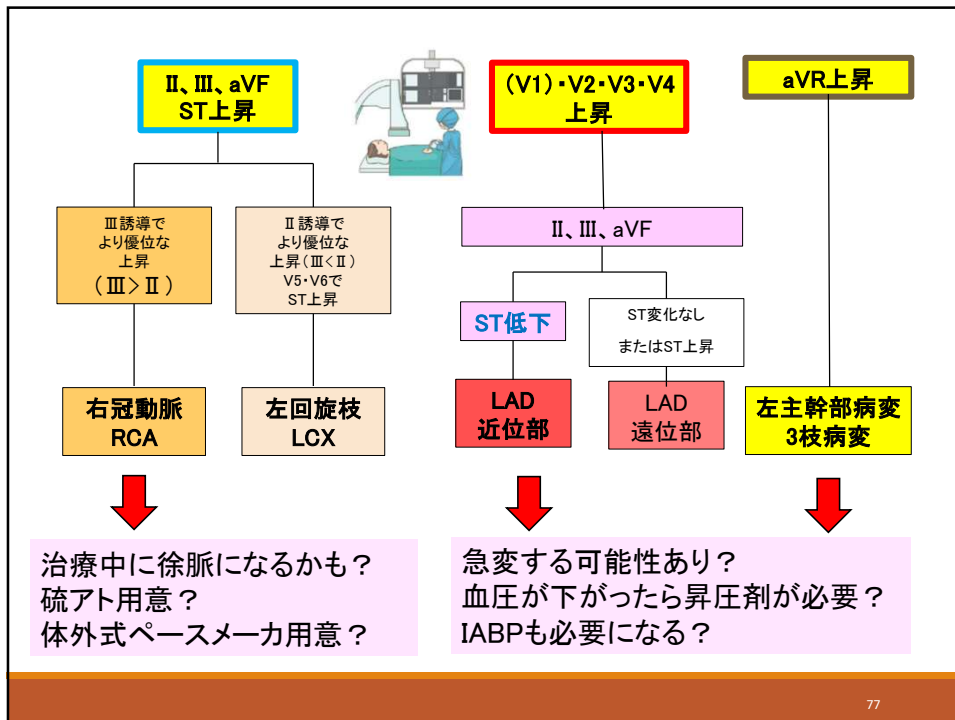 Ⅱ、Ⅲ、aVF
ST上昇
(V1)・V2・V3・V4
上昇
aVR上昇
Ⅲ誘導で
より優位な
上昇
(Ⅲ>Ⅱ)
Ⅱ誘導で
より優位な
上昇(Ⅲ<Ⅱ)
V5・V6で
ST上昇
Ⅱ、Ⅲ、aVF
ST低下
ST変化なし
またはST上昇
右冠動脈
RCA
左回旋枝
LCX
LAD
近位部
LAD
遠位部
左主幹部病変
3枝病変
治療中に徐脈になるかも？
硫アト用意？
体外式ペースメーカ用意？
急変する可能性あり？
血圧が下がったら昇圧剤が必要？
IABPも必要になる？
77